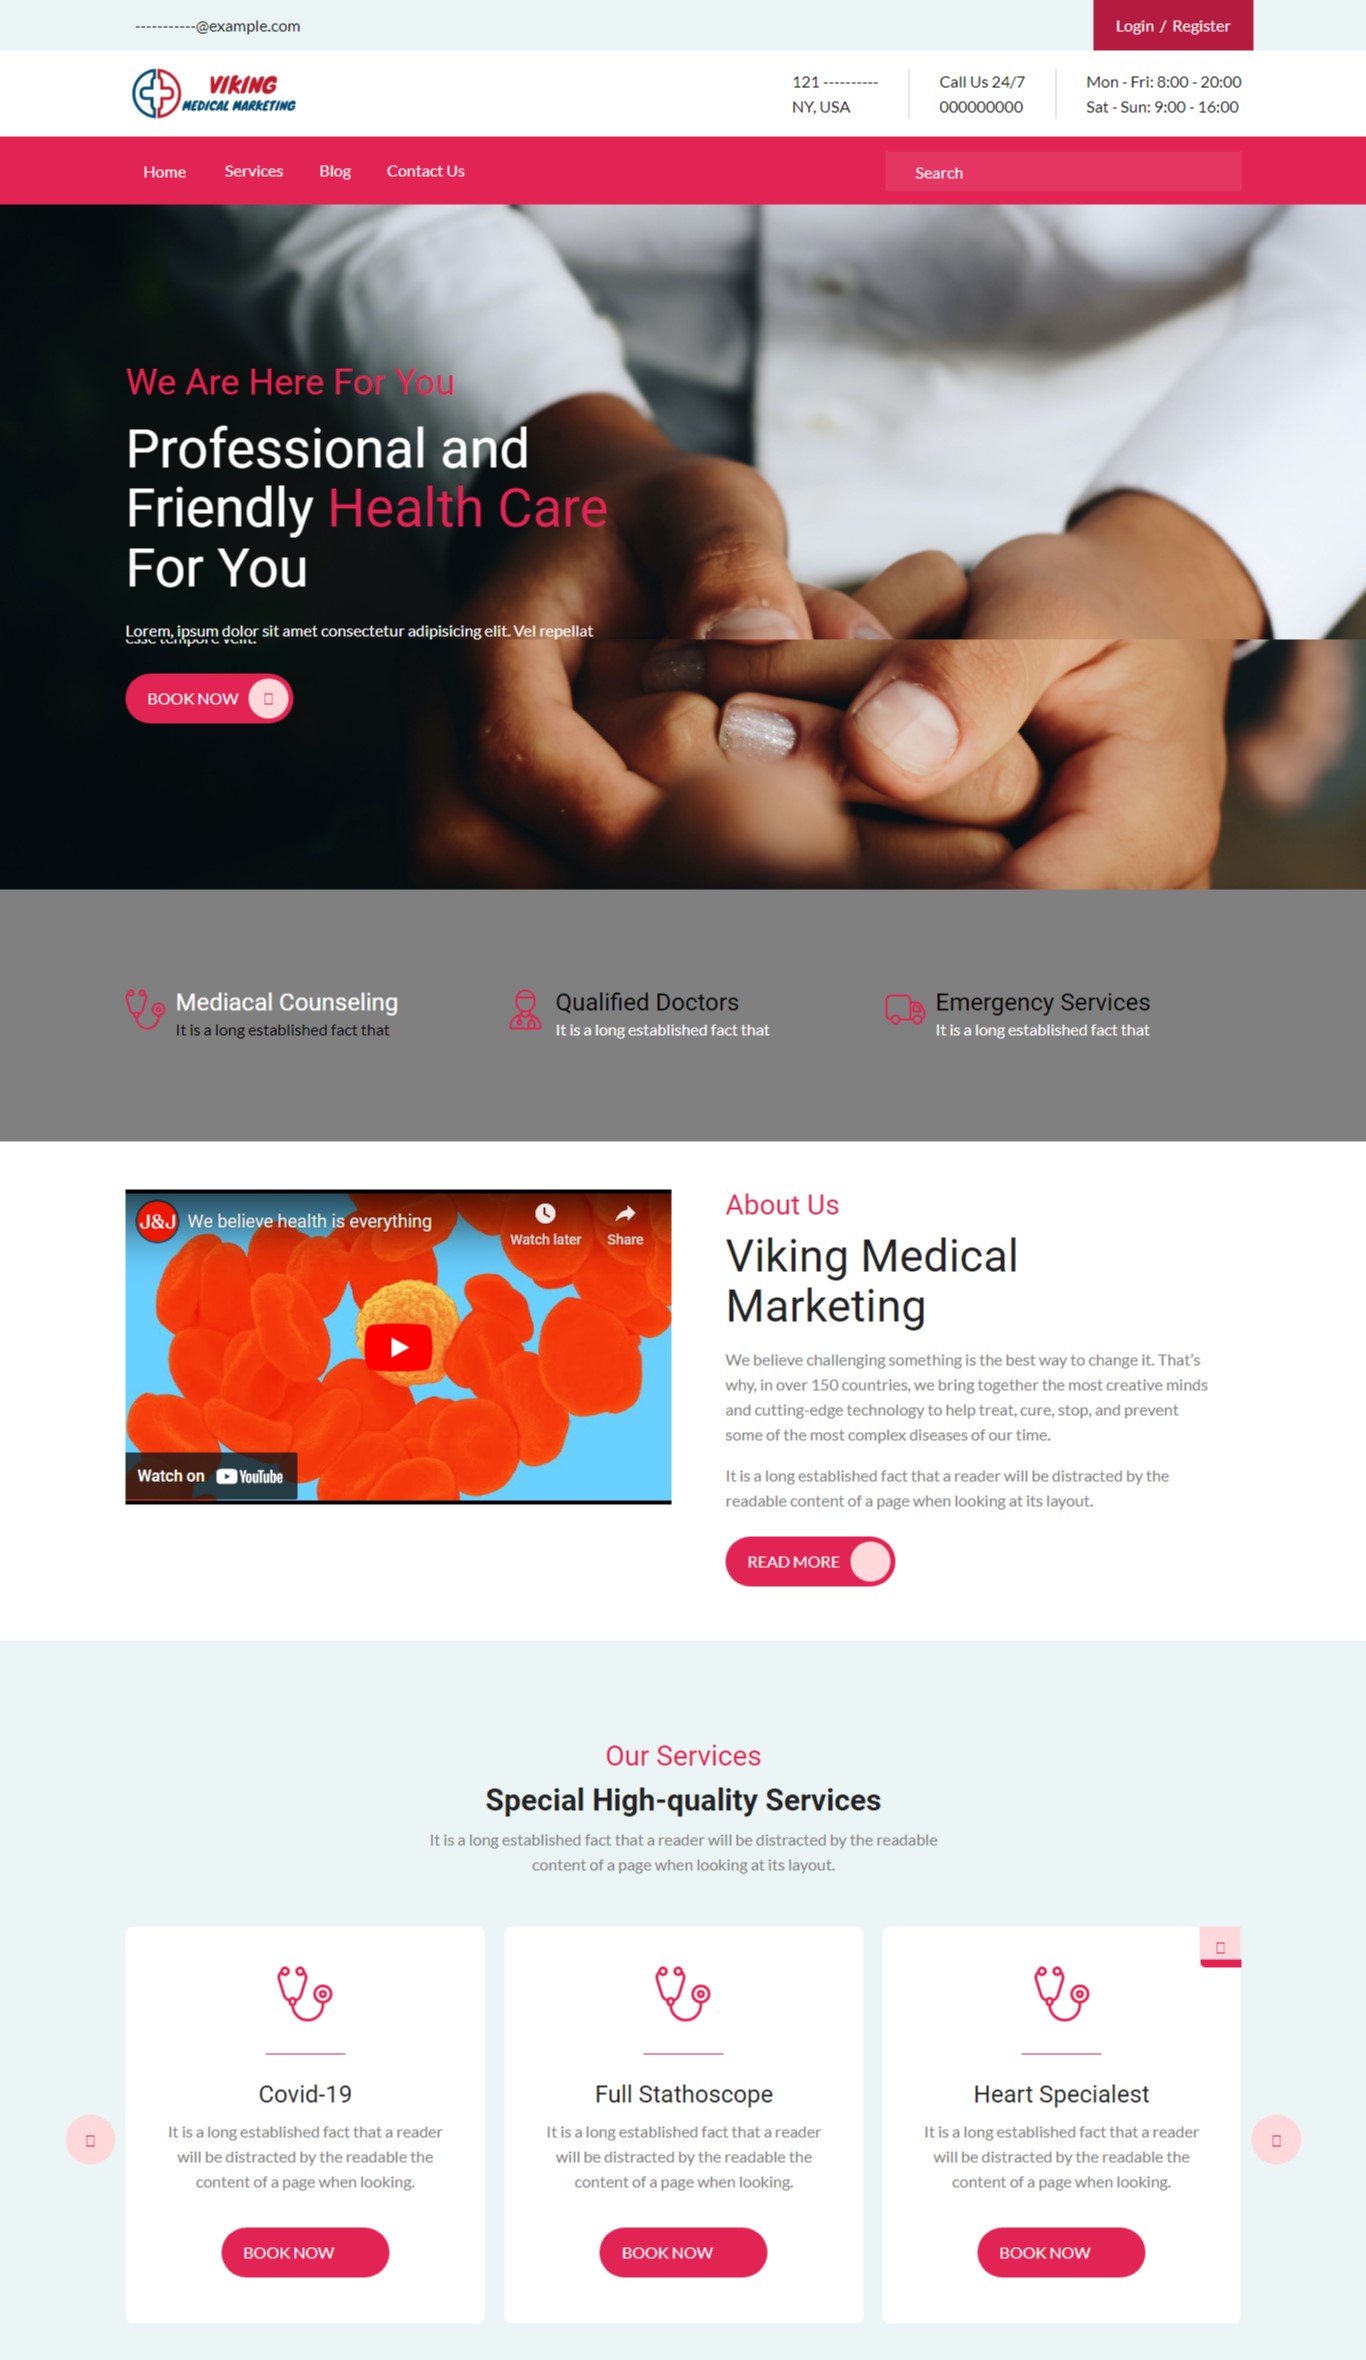 -----------@example.com
Login / Register
VIKING
MEDICAL MARKETING
121 ----------
NY, USA
Call Us 24/7
000000000
Mon - Fri: 8:00 - 20:00
Sat - Sun: 9:00 - 16:00
Home
Services
Blog
Contact Us
Search
We Are Here For You
Professional and
Friendly Health Care
For You
Lorem, ipsum dolor sit amet consectetur adipisicing elit. Vel repellat
esse tempore velit.
BOOK NOW
Mediacal Counseling
It is a long established fact that
Qualified Doctors
It is a long established fact that
Emergency Services
It is a long established fact that
J&J
We believe health is everything
Watch later
Share
Watch on YouTube
About Us
Viking Medical
Marketing
We believe challenging something is the best way to change it. That's
why, in over 150 countries, we bring together the most creative minds
and cutting-edge technology to help treat, cure, stop, and prevent
some of the most complex diseases of our time.
It is a long established fact that a reader will be distracted by the
readable content of a page when looking at its layout.
READ MORE
Our Services
Special High-quality Services
It is a long established fact that a reader will be distracted by the readable
content of a page when looking at its layout.
Covid-19
It is a long established fact that a reader
will be distracted by the readable the
content of a page when looking.
BOOK NOW
Full Stathoscope
It is a long established fact that a reader
will be distracted by the readable the
content of a page when looking.
BOOK NOW
Heart Specialest
It is a long established fact that a reader
will be distracted by the readable the
content of a page when looking.
BOOK NOW